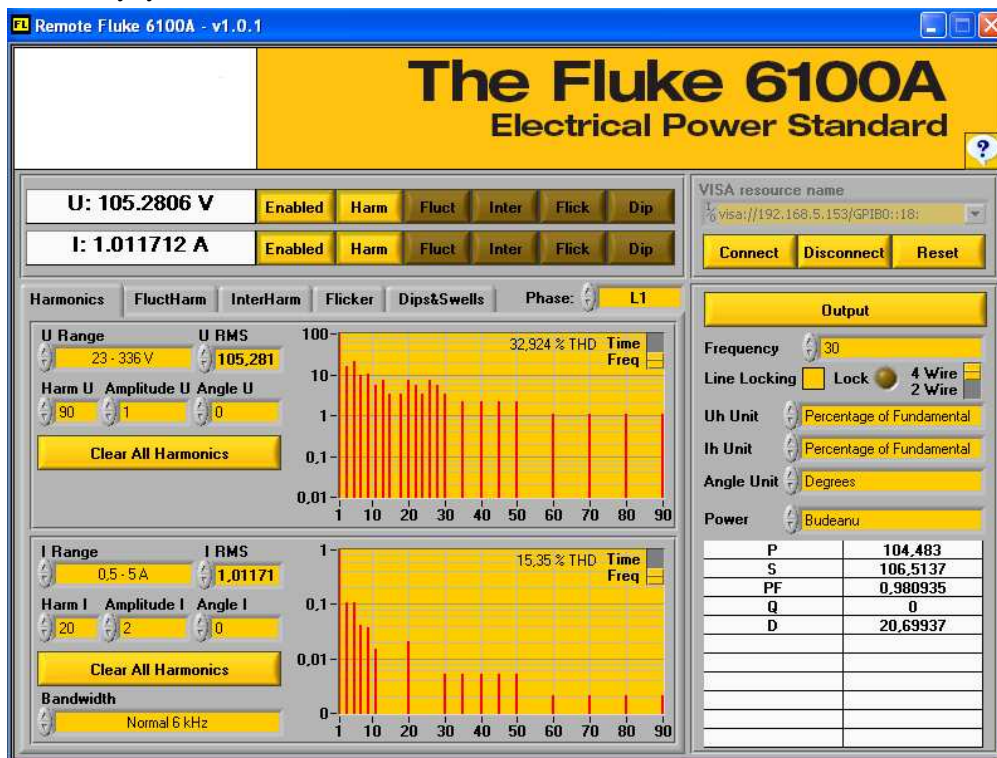 FL Remote Fluke 6100A - v1.0.1
The Fluke 6100A
Electrical Power Standard
?
U: 105.2806 V Enabled Harm Fluct Inter Flick Dip
I: 1.011712 A Enabled Harm Fluct Inter Flick Dip
VISA resource name
visa://192.168.5.153/GPIB0::18:
Connect Disconnect Reset
Harmonics FluctHarm InterHarm Flicker Dips&Swells Phase: L1
U Range U RMS
23 - 336 V 105,281
Harm U Amplitude U Angle U
90 1 0
Clear All Harmonics
32,924 % THD Time
Freq
100
10
1
0,1
0,01
1 10 20 30 40 50 60 70 80 90
I Range I RMS
0,5 - 5 A 1,01171
Harm I Amplitude I Angle I
20 2 0
Clear All Harmonics
Bandwidth
Normal 6 kHz
15,35 % THD Time
Freq
1
0,1
0,01
0
1 10 20 30 40 50 60 70 80 90
Output
Frequency 30
Line Locking Lock 4 Wire
2 Wire
Uh Unit Percentage of Fundamental
Ih Unit Percentage of Fundamental
Angle Unit Degrees
Power Budeanu
P 104,483
S 106,5137
PF 0,980935
Q 0
D 20,69937